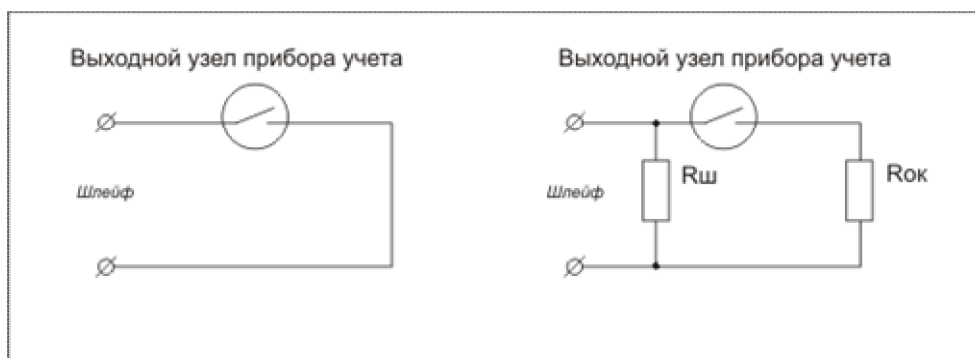 Выходной узел прибора учета
Выходной узел прибора учета
Шлейф
Rш
Шлейф
Rок